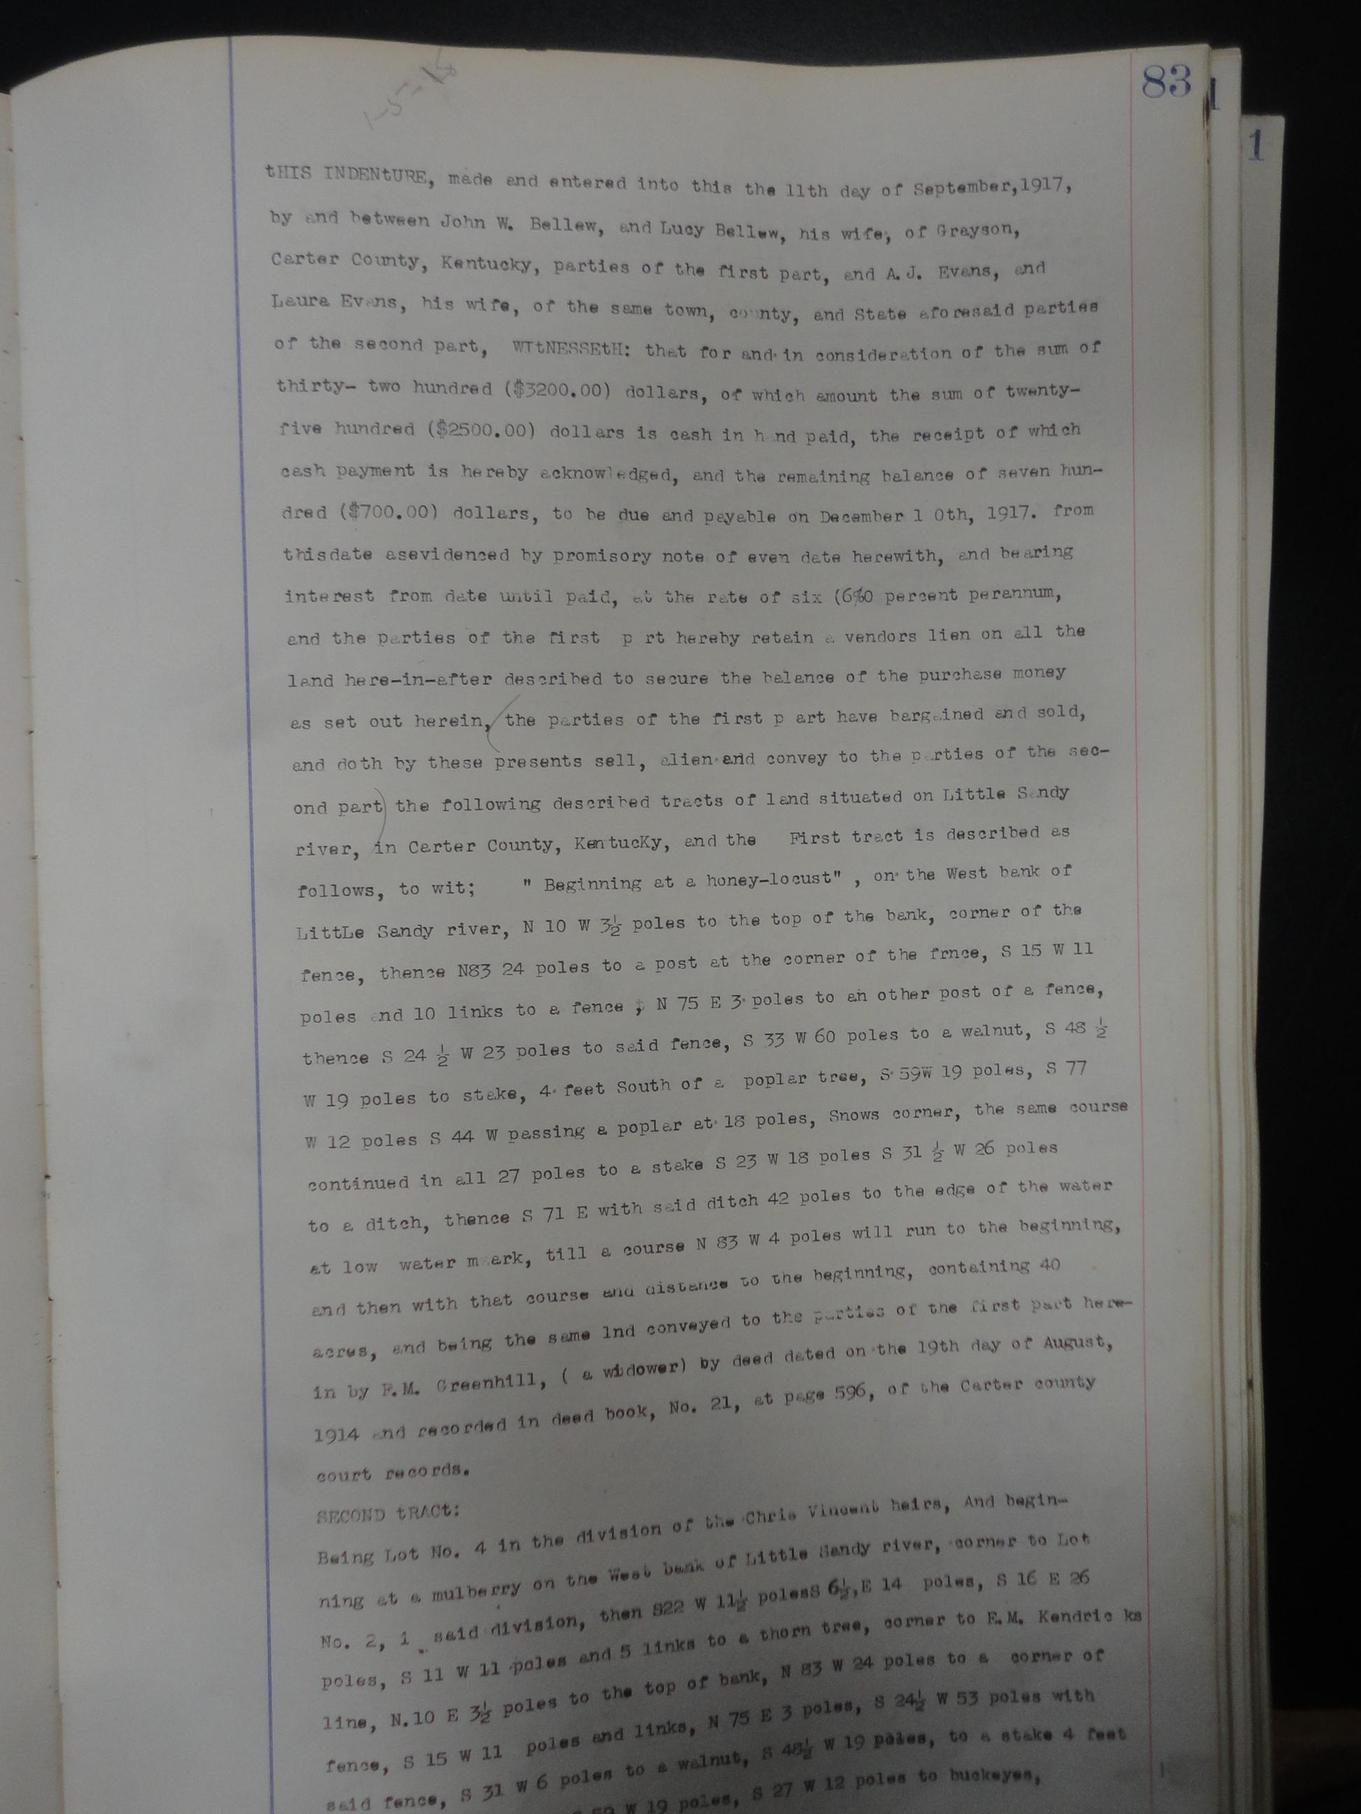 83
1
1-5-18
tHIS INDENtURE, made and entered into this the 11th day of September,1917,
by and between John W. Bellew, and Lucy Bellew, his wife, of Grayson,
Carter County, Kentucky, parties of the first part, and A.J. Evans, and
Laura Evans, his wife, of the same town, county, and State aforesaid parties
of the second part, WItNESSEtH: that for and in consideration of the sum of
thirty- two hundred ($3200.00) dollars, of which amount the sum of twenty-
five hundred ($2500.00) dollars is cash in h nd paid, the receipt of which
cash payment is hereby acknowledged, and the remaining balance of seven hun-
dred ($700.00) dollars, to be due and payable on December 1 0th, 1917. from
thisdate asevidenced by promisory note of even date herewith, and bearing
interest from date until paid, at the rate of six (6%0 percent perannum,
and the parties of the first p rt hereby retain a vendors lien on all the
land here-in-after described to secure the balance of the purchase money
as set out herein, the parties of the first p art have bargained and sold,
and doth by these presents sell, alien and convey to the parties of the sec-
ond part) the following described tracts of land situated on Little Sandy
river, in Carter County, KentucKy, and the First tract is described as
follows, to wit; " Beginning at a honey-locust" , on the West bank of
LittLe Sandy river, N 10 W 3½ poles to the top of the bank, corner of the
fence, thence N83 24 poles to a post at the corner of the frnce, S 15 W 11
poles and 10 links to a fence ; N 75 E 3 poles to an other post of a fence,
thence S 24 ½ W 23 poles to said fence, S 33 W 60 poles to a walnut, S 48 ½
W 19 poles to stake, 4 feet South of a poplar tree, S 59W 19 poles, S 77
W 12 poles S 44 W passing a poplar at 18 poles, Snows corner, the same course
continued in all 27 poles to a stake S 23 W 18 poles S 31 ½ W 26 poles
to a ditch, thence S 71 E with said ditch 42 poles to the edge of the water
at low water m ark, till a course N 83 W 4 poles will run to the beginning,
and then with that course and distance to the beginning, containing 40
acres, and being the same lnd conveyed to the parties of the first part here-
in by F.M. Greenhill, ( a widower) by deed dated on the 19th day of August,
1914 and recorded in deed book, No. 21, at page 596, of the Carter county
court records.
SECOND tRACt:
Being Lot No. 4 in the division of the Chris Vincent heirs, And begin-
ning at a mulberry on the West bank of Little Sandy river, corner to Lot
No. 2, i said division, then S22 W 11½ polesS 6½,E 14 poles, S 16 E 26
poles, S 11 W 11 poles and 5 links to a thorn tree, corner to E.M. Kendric ks
line, N.10 E 3½ poles to the top of bank, N 83 W 24 poles to a corner of
fence, S 15 W 11 poles and links, N 75 E 3 poles, S 24½ W 53 poles with
said fence, S 31 W 6 poles to a walnut, S 48½ W 19 poles, to a stake 4 feet
59 W 19 poles, S 27 W 12 poles to buckeyes,